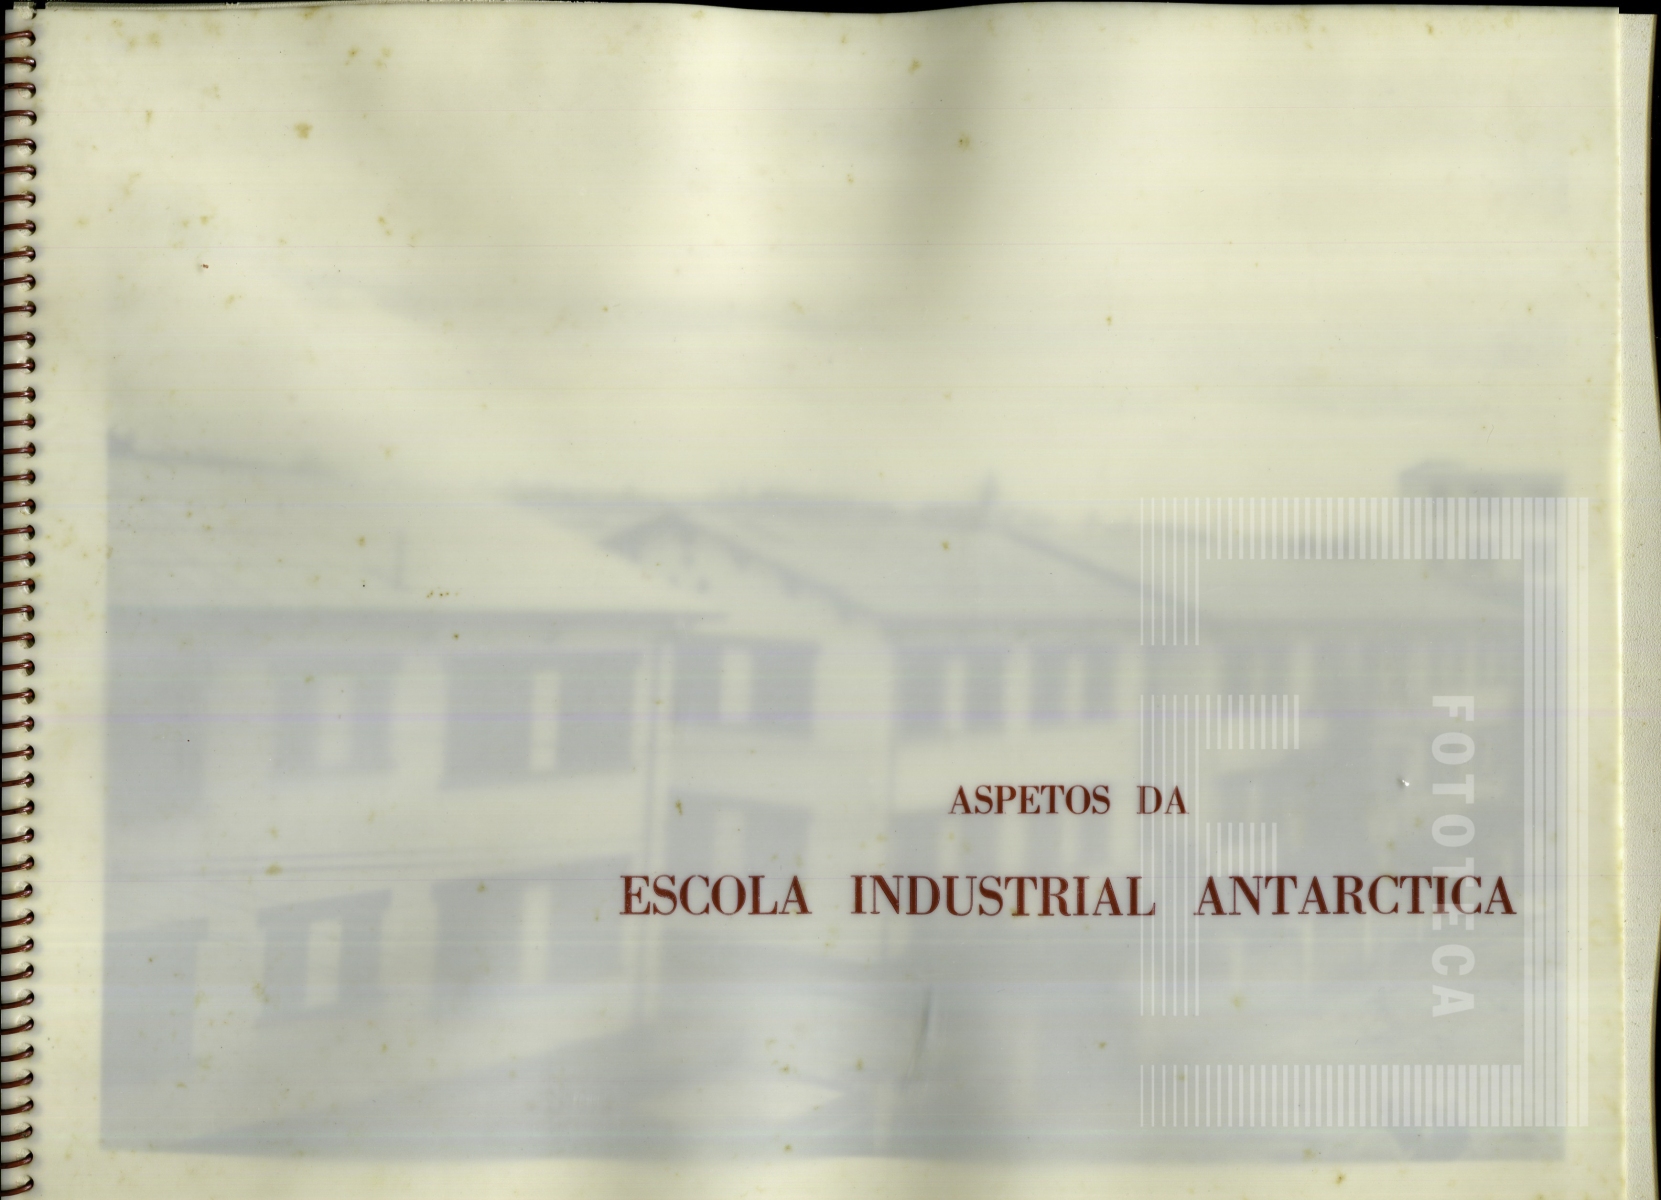 ASPETOS DA
ESCOLA INDUSTRIAL ANTARCTICA
FOTOTECA